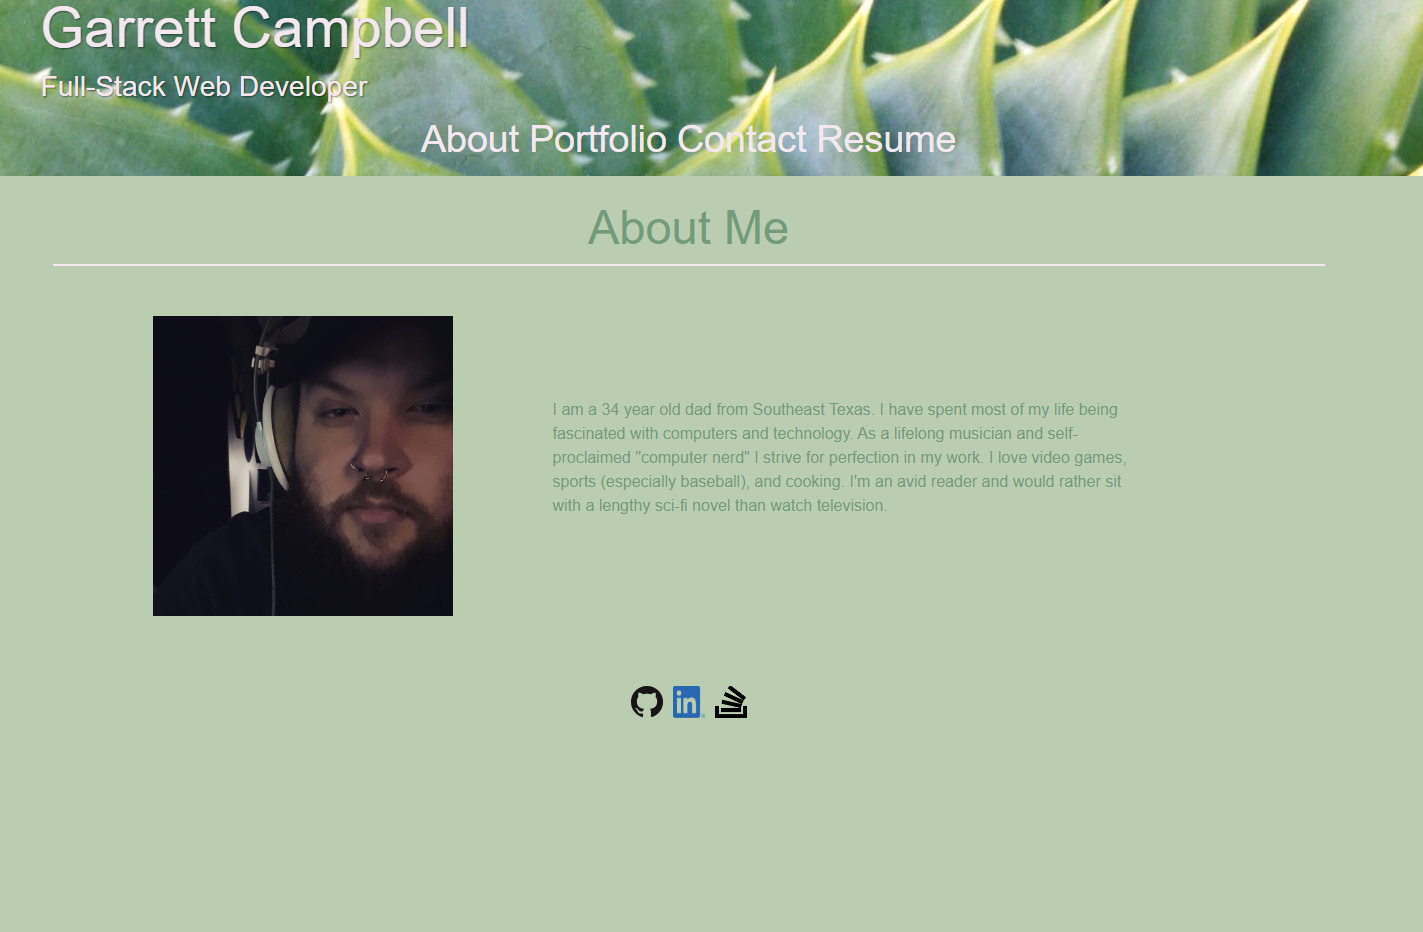 Garrett Campbell
Full-Stack Web Developer
About Portfolio Contact Resume
About Me
I am a 34 year old dad from Southeast Texas. I have spent most of my life being
fascinated with computers and technology. As a lifelong musician and self-
proclaimed "computer nerd" I strive for perfection in my work. I love video games,
sports (especially baseball), and cooking. I'm an avid reader and would rather sit
with a lengthy sci-fi novel than watch television.
in